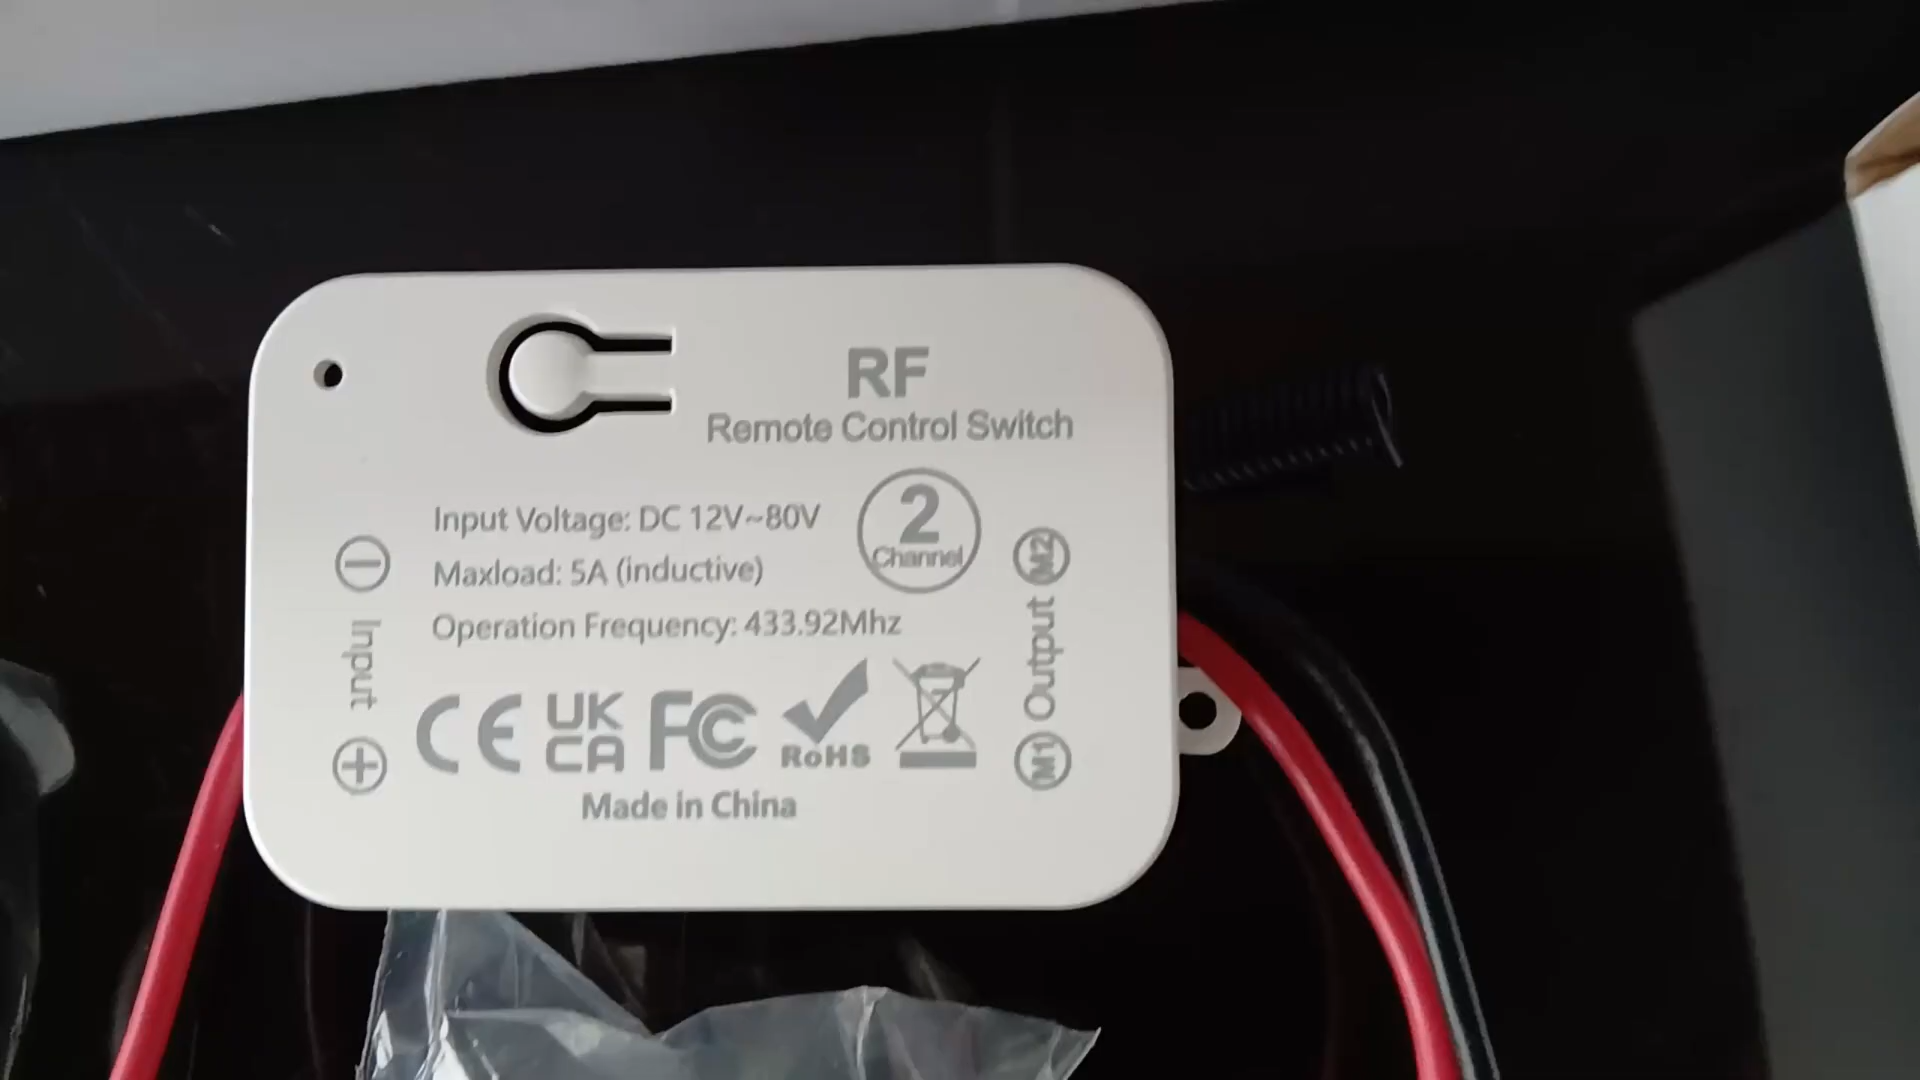 RF
Remote Control Switch
Input Voltage: DC 12V~80V
Maxload: 5A (inductive)
Operation Frequency: 433.92Mhz
2
Channel
Input
M2
Output
M1
CE
UK
CA
FC
RoHS
Made in China